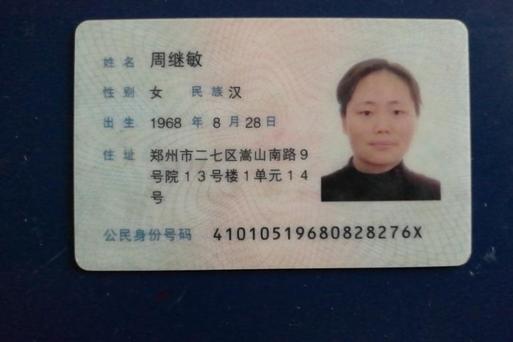 姓名 周继敏
性别 女 民族 汉
出生 1968 年 8 月 28 日
住址 郑州市二七区嵩山南路9
号院13号楼1单元14
号
公民身份号码 41010519680828276X